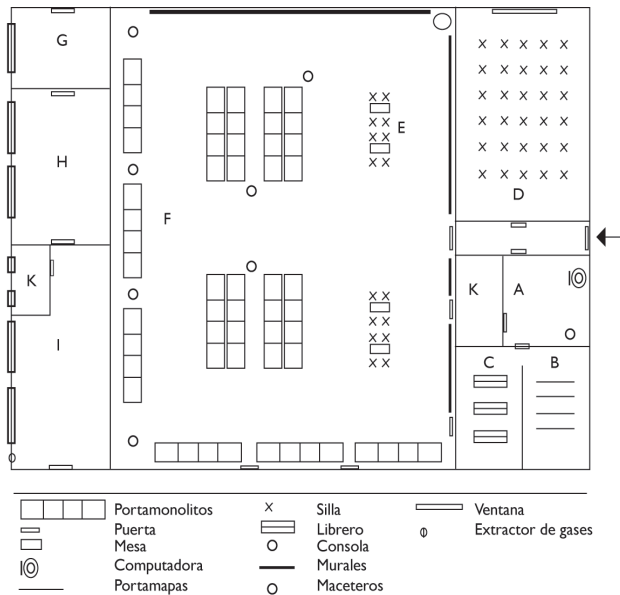 G
E
H
D
F
K
K
A
I
C
B
Portamonolitos
Silla
Ventana
Puerta
Librero
Extractor de gases
Mesa
Consola
Computadora
Murales
Portamapas
Maceteros